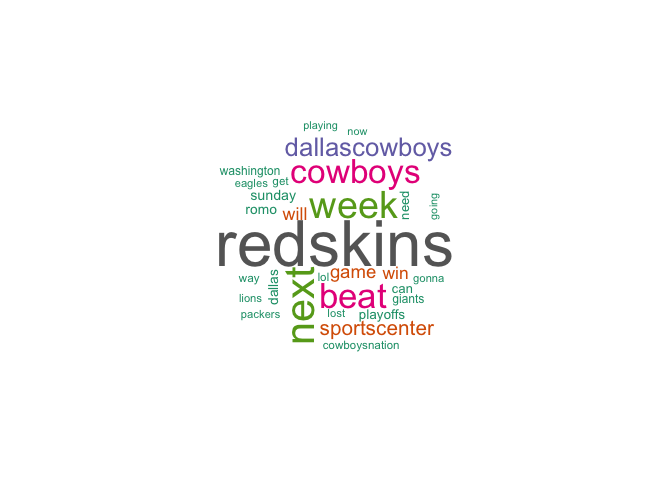 playing
now
dallascowboys
washington
cowboys
eagles
get
sunday
week
need
going
romo
will
redskins
way
dallas
next
lol
game
win
gonna
lions
beat
can
giants
packers
lost
playoffs
sportscenter
cowboysnation